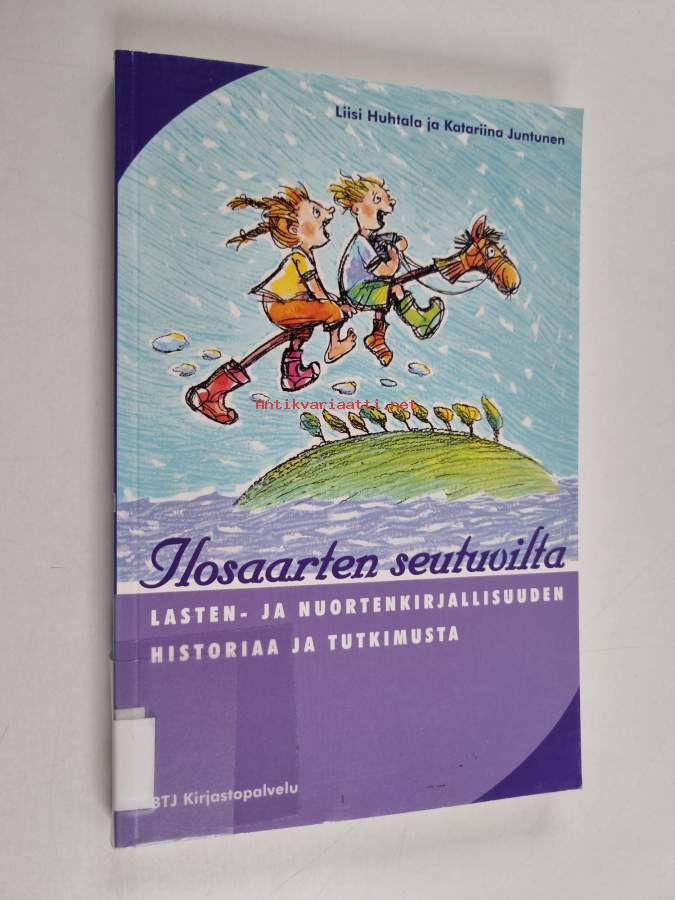 Liisi Huhtala ja Katariina Juntunen
Antikvariaatti.net
Ilosaarten seutuvilta
LASTEN- JA NUORTENKIRJALLISUUDEN
HISTORIAA JA TUTKIMUSTA
BTJ Kirjastopalvelu